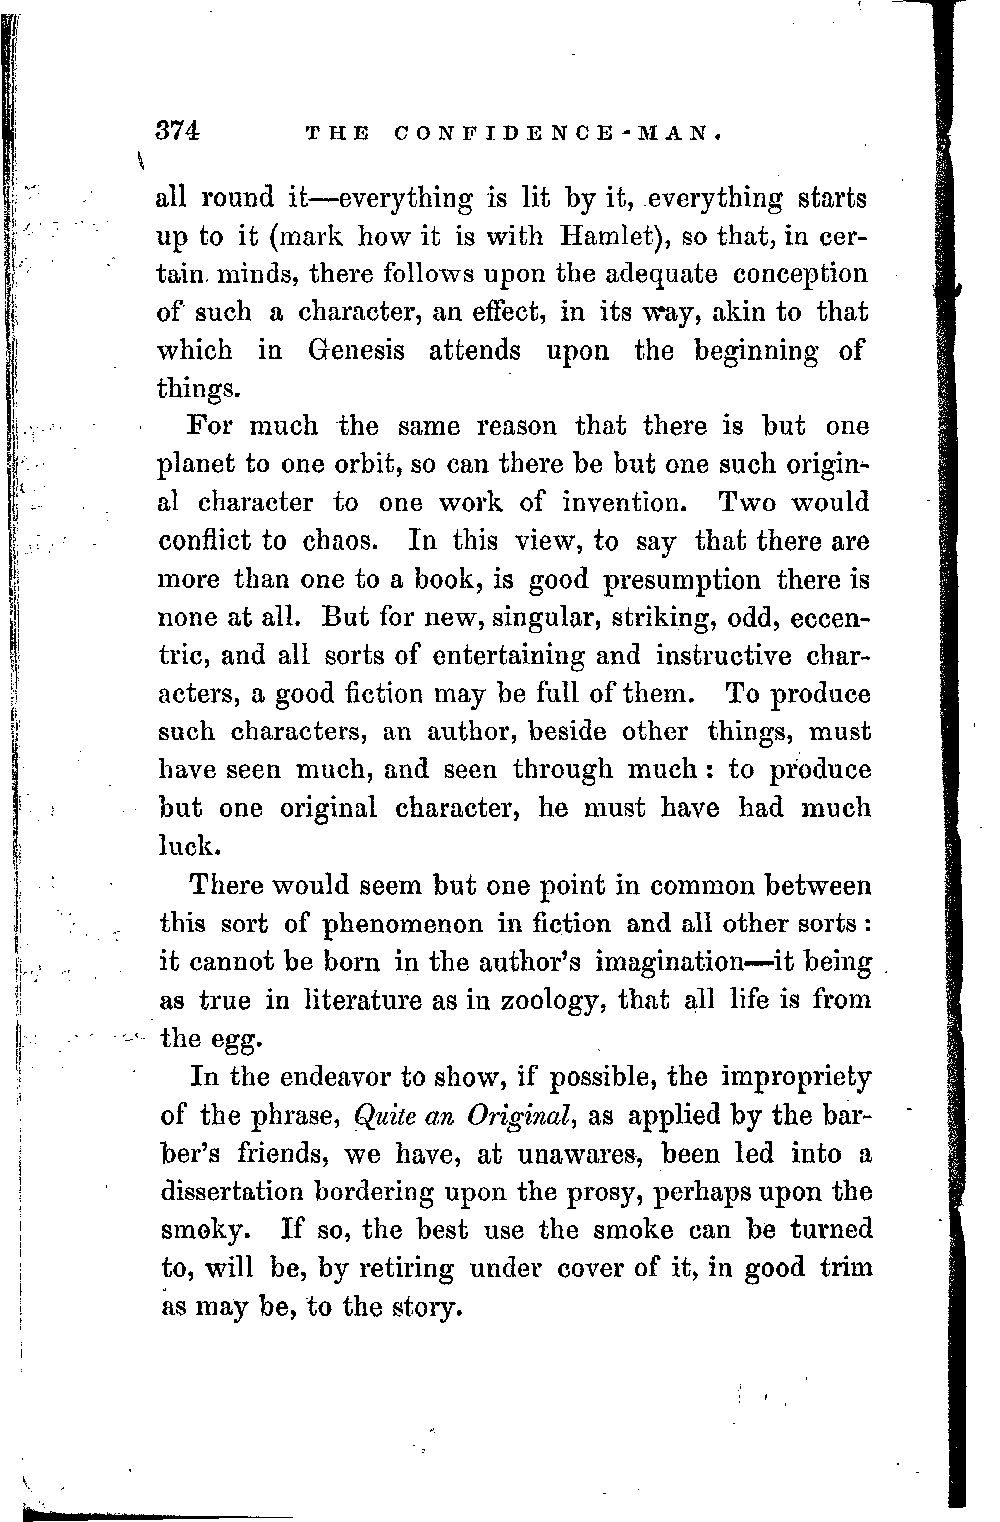 374 THE CONFIDENCE-MAN.
all round it—everything is lit by it, everything starts
up to it (mark how it is with Hamlet), so that, in cer-
tain minds, there follows upon the adequate conception
of such a character, an effect, in its way, akin to that
which in Genesis attends upon the beginning of
things.
For much the same reason that there is but one
planet to one orbit, so can there be but one such origin-
al character to one work of invention. Two would
conflict to chaos. In this view, to say that there are
more than one to a book, is good presumption there is
none at all. But for new, singular, striking, odd, eccen-
tric, and all sorts of entertaining and instructive char-
acters, a good fiction may be full of them. To produce
such characters, an author, beside other things, must
have seen much, and seen through much : to produce
but one original character, he must have had much
luck.
There would seem but one point in common between
this sort of phenomenon in fiction and all other sorts :
it cannot be born in the author's imagination—it being
as true in literature as in zoology, that all life is from
the egg.
In the endeavor to show, if possible, the impropriety
of the phrase, Quite an Original, as applied by the bar-
ber's friends, we have, at unawares, been led into a
dissertation bordering upon the prosy, perhaps upon the
smoky. If so, the best use the smoke can be turned
to, will be, by retiring under cover of it, in good trim
as may be, to the story.